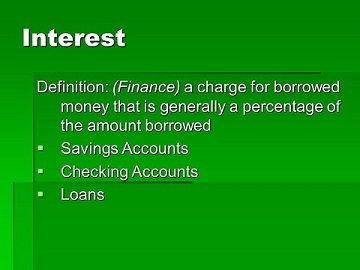 Interest
Definition: (Finance) a charge for borrowed
money that is generally a percentage of
the amount borrowed
▪ Savings Accounts
▪ Checking Accounts
▪ Loans